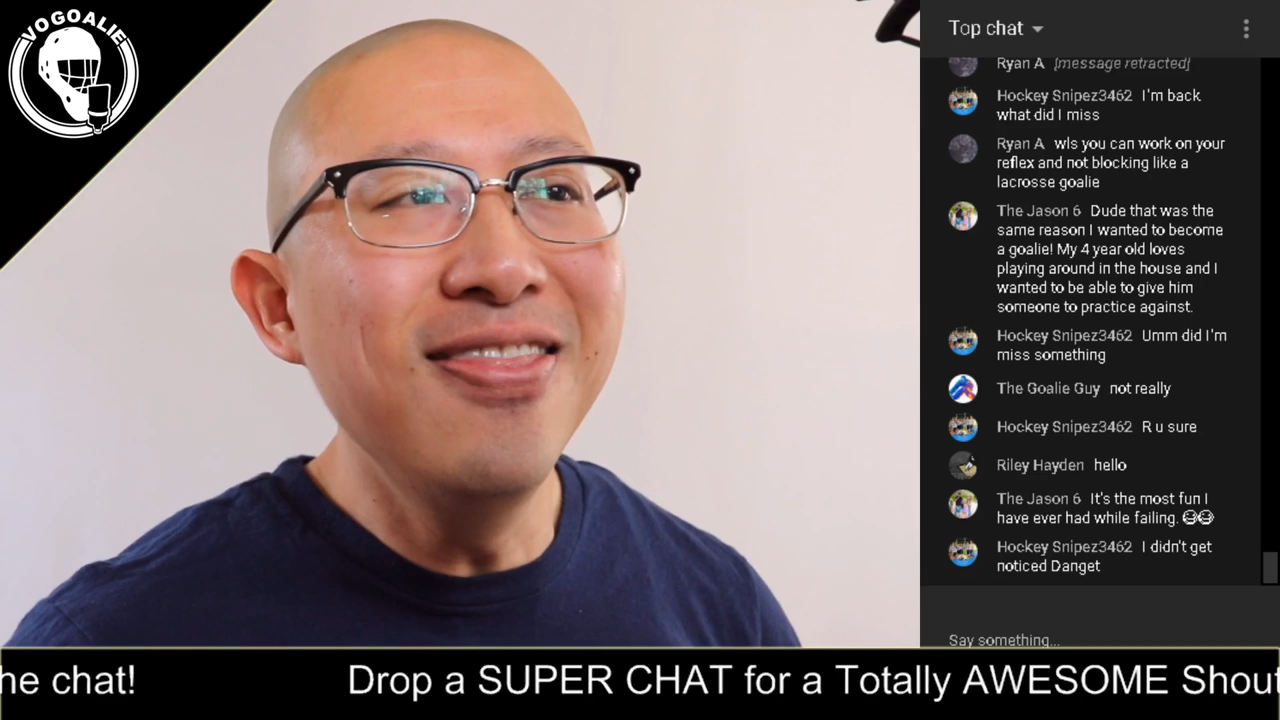 VOGOALIE
Top chat
Ryan A [message retracted]
Hockey Snipez3462 I'm back
what did I miss
Ryan A wls you can work on your
reflex and not blocking like a
lacrosse goalie
The Jason 6 Dude that was the
same reason I wanted to become
a goalie! My 4 year old loves
playing around in the house and I
wanted to be able to give him
someone to practice against.
Hockey Snipez3462 Umm did I'm
miss something
The Goalie Guy not really
Hockey Snipez3462 R u sure
Riley Hayden hello
The Jason 6 It's the most fun I
have ever had while failing. 😂😂
Hockey Snipez3462 I didn't get
noticed Danget
Say something...
he chat! Drop a SUPER CHAT for a Totally AWESOME Shout